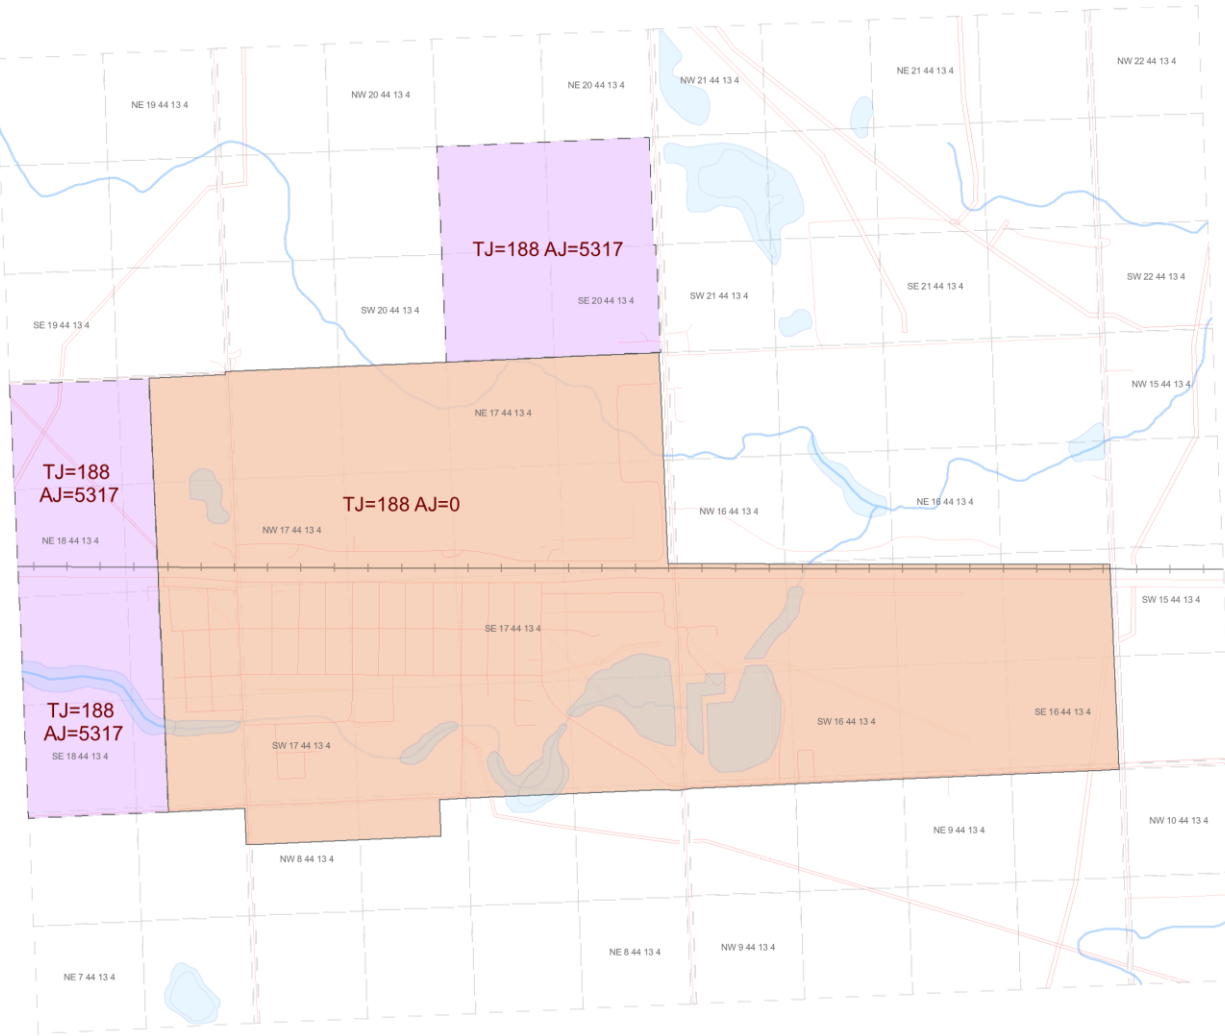 NW 22 44 13 4
NE 21 44 13 4
NW 21 44 13 4
NE 20 44 13 4
NW 20 44 13 4
NE 19 44 13 4
TJ=188 AJ=5317
SW 22 44 13 4
SE 21 44 13 4
SW 21 44 13 4
SE 20 44 13 4
SW 20 44 13 4
SE 19 44 13 4
NW 15 44 13 4
NE 17 44 13 4
TJ=188
AJ=5317
TJ=188 AJ=0
NE 16 44 13 4
NW 16 44 13 4
NW 17 44 13 4
NE 18 44 13 4
SW 15 44 13 4
SE 17 44 13 4
TJ=188
AJ=5317
SE 16 44 13 4
SW 16 44 13 4
SW 17 44 13 4
SE 18 44 13 4
NW 10 44 13 4
NE 9 44 13 4
NW 8 44 13 4
NW 9 44 13 4
NE 8 44 13 4
NE 7 44 13 4